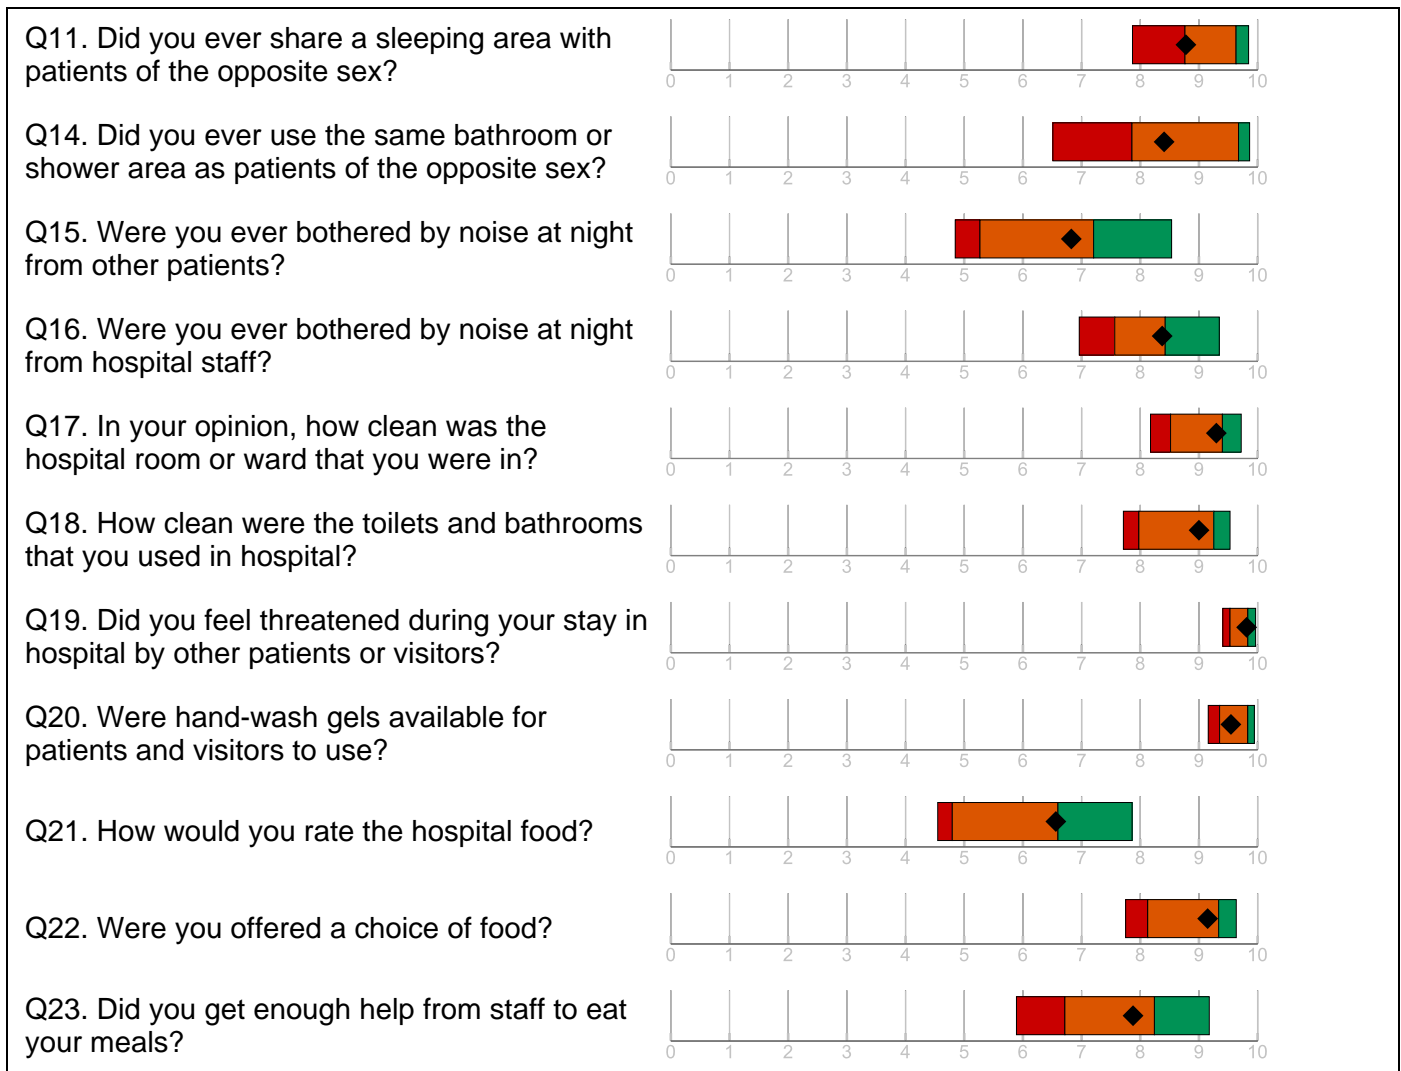 Q11. Did you ever share a sleeping area with
patients of the opposite sex?
0 1 2 3 4 5 6 7 8 9 10
Q14. Did you ever use the same bathroom or
shower area as patients of the opposite sex?
0 1 2 3 4 5 6 7 8 9 10
Q15. Were you ever bothered by noise at night
from other patients?
0 1 2 3 4 5 6 7 8 9 10
Q16. Were you ever bothered by noise at night
from hospital staff?
0 1 2 3 4 5 6 7 8 9 10
Q17. In your opinion, how clean was the
hospital room or ward that you were in?
0 1 2 3 4 5 6 7 8 9 10
Q18. How clean were the toilets and bathrooms
that you used in hospital?
0 1 2 3 4 5 6 7 8 9 10
Q19. Did you feel threatened during your stay in
hospital by other patients or visitors?
0 1 2 3 4 5 6 7 8 9 10
Q20. Were hand-wash gels available for
patients and visitors to use?
0 1 2 3 4 5 6 7 8 9 10
Q21. How would you rate the hospital food?
0 1 2 3 4 5 6 7 8 9 10
Q22. Were you offered a choice of food?
0 1 2 3 4 5 6 7 8 9 10
Q23. Did you get enough help from staff to eat
your meals?
0 1 2 3 4 5 6 7 8 9 10